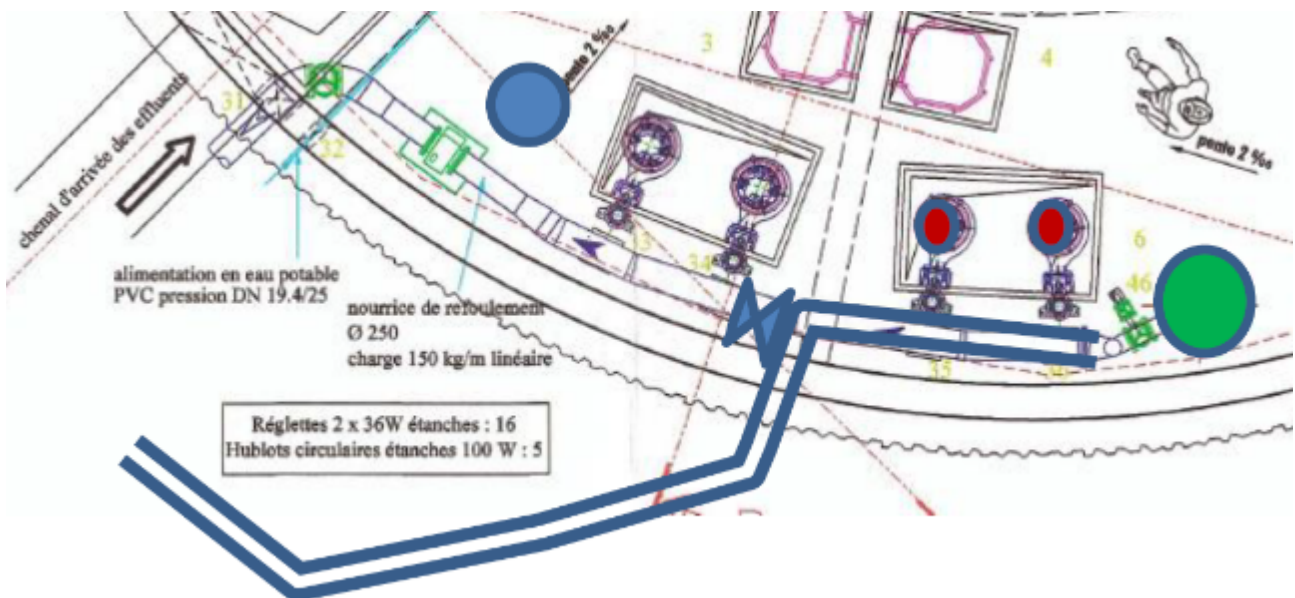 pente 2 ‰
3
4
31
32
chenal d'arrivée des effluents
pente 2 ‰
33
34
6
46
alimentation en eau potable
PVC pression DN 19.4/25
nourrice de refoulement
Ø 250
charge 150 kg/m linéaire
35
Réglettes 2 x 36W étanches : 16
Hublots circulaires étanches 100 W : 5